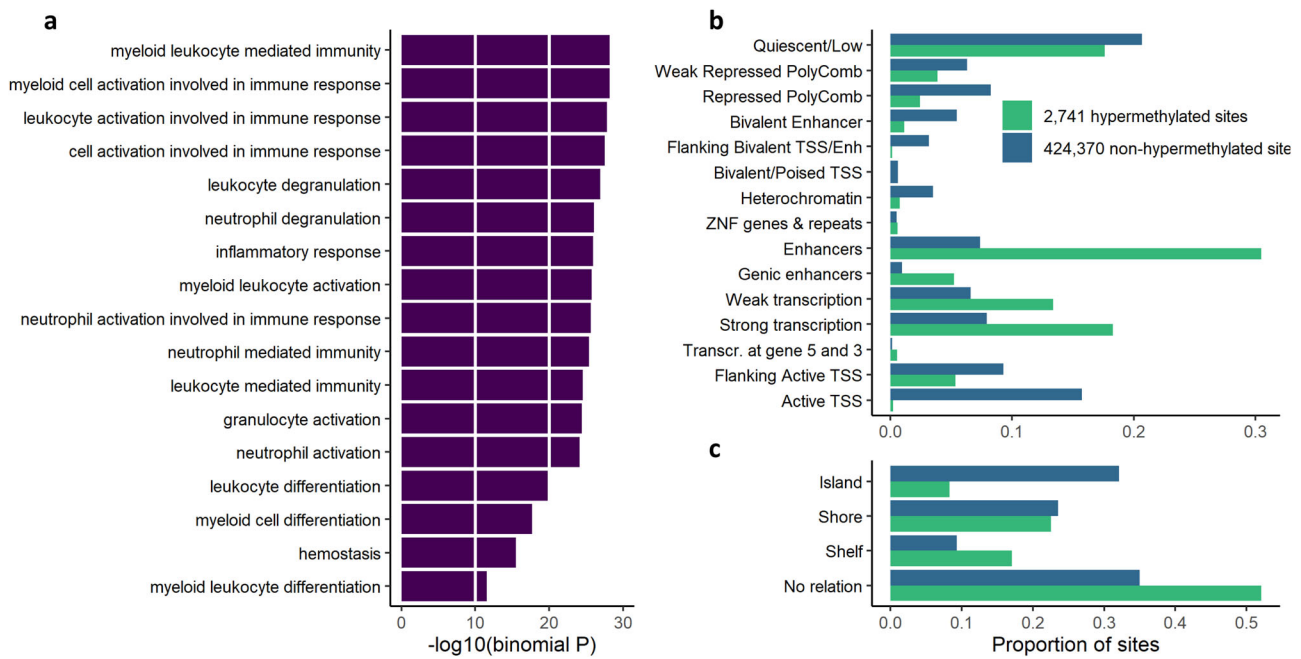 a
myeloid leukocyte mediated immunity
myeloid cell activation involved in immune response
leukocyte activation involved in immune response
cell activation involved in immune response
leukocyte degranulation
neutrophil degranulation
inflammatory response
myeloid leukocyte activation
neutrophil activation involved in immune response
neutrophil mediated immunity
leukocyte mediated immunity
granulocyte activation
neutrophil activation
leukocyte differentiation
myeloid cell differentiation
hemostasis
myeloid leukocyte differentiation
0 10 20 30
-log10(binomial P)
b
Quiescent/Low
Weak Repressed PolyComb
Repressed PolyComb
Bivalent Enhancer
Flanking Bivalent TSS/Enh
Bivalent/Poised TSS
Heterochromatin
ZNF genes & repeats
Enhancers
Genic enhancers
Weak transcription
Strong transcription
Transcr. at gene 5 and 3
Flanking Active TSS
Active TSS
2,741 hypermethylated sites
424,370 non-hypermethylated site
0.0 0.1 0.2 0.3
c
Island
Shore
Shelf
No relation
0.0 0.1 0.2 0.3 0.4 0.5
Proportion of sites